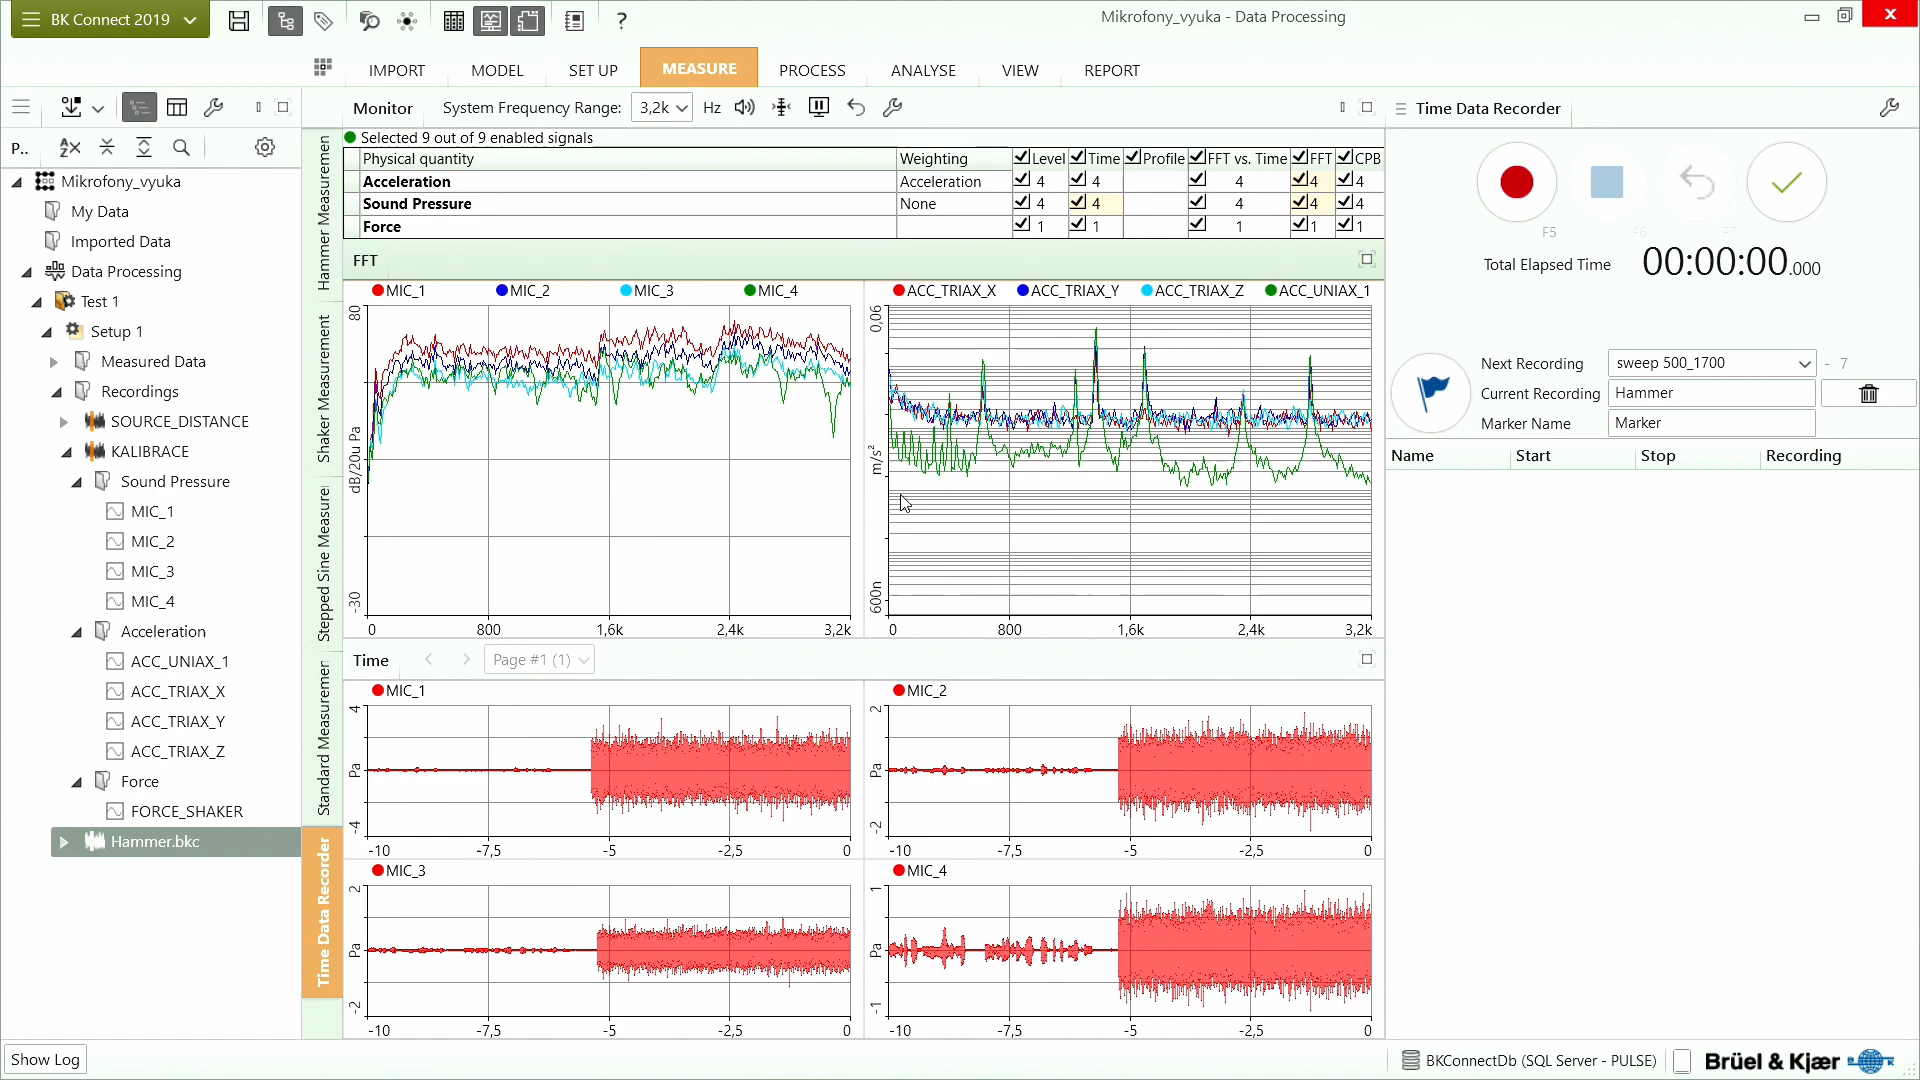 BK Connect 2019
?
Mikrofony_vyuka - Data Processing
IMPORT
MODEL
SET UP
MEASURE
PROCESS
ANALYSE
VIEW
REPORT
Monitor
System Frequency Range:
3,2k
Hz
Time Data Recorder
P..
Mikrofony_vyuka
My Data
Imported Data
Data Processing
Test 1
Setup 1
Measured Data
Recordings
SOURCE_DISTANCE
KALIBRACE
Sound Pressure
MIC_1
MIC_2
MIC_3
MIC_4
Acceleration
ACC_UNIAX_1
ACC_TRIAX_X
ACC_TRIAX_Y
ACC_TRIAX_Z
Force
FORCE_SHAKER
Hammer.bkc
Hammer Measuremen
Shaker Measurement
Stepped Sine Measure
Standard Measuremen
Time Data Recorder
Selected 9 out of 9 enabled signals
Physical quantity Weighting Level Time Profile FFT vs. Time FFT CPB
Acceleration Acceleration 4 4 4 4 4
Sound Pressure None 4 4 4 4 4
Force 1 1 1 1 1
FFT
MIC_1 MIC_2 MIC_3 MIC_4
80
dB/20u Pa
-30
0 800 1,6k 2,4k 3,2k
ACC_TRIAX_X ACC_TRIAX_Y ACC_TRIAX_Z ACC_UNIAX_1
0,06
m/s²
600n
0 800 1,6k 2,4k 3,2k
Time
Page #1 (1)
MIC_1
4
Pa
-4
-10 -7,5 -5 -2,5 0
MIC_2
2
Pa
-2
-10 -7,5 -5 -2,5 0
MIC_3
2
Pa
-2
-10 -7,5 -5 -2,5 0
MIC_4
1
Pa
-1
-10 -7,5 -5 -2,5 0
F5
F6
F7
Total Elapsed Time 00:00:00.000
Next Recording sweep 500_1700 - 7
Current Recording Hammer
Marker Name Marker
Name Start Stop Recording
Show Log
BKConnectDb (SQL Server - PULSE)
Brüel & Kjær